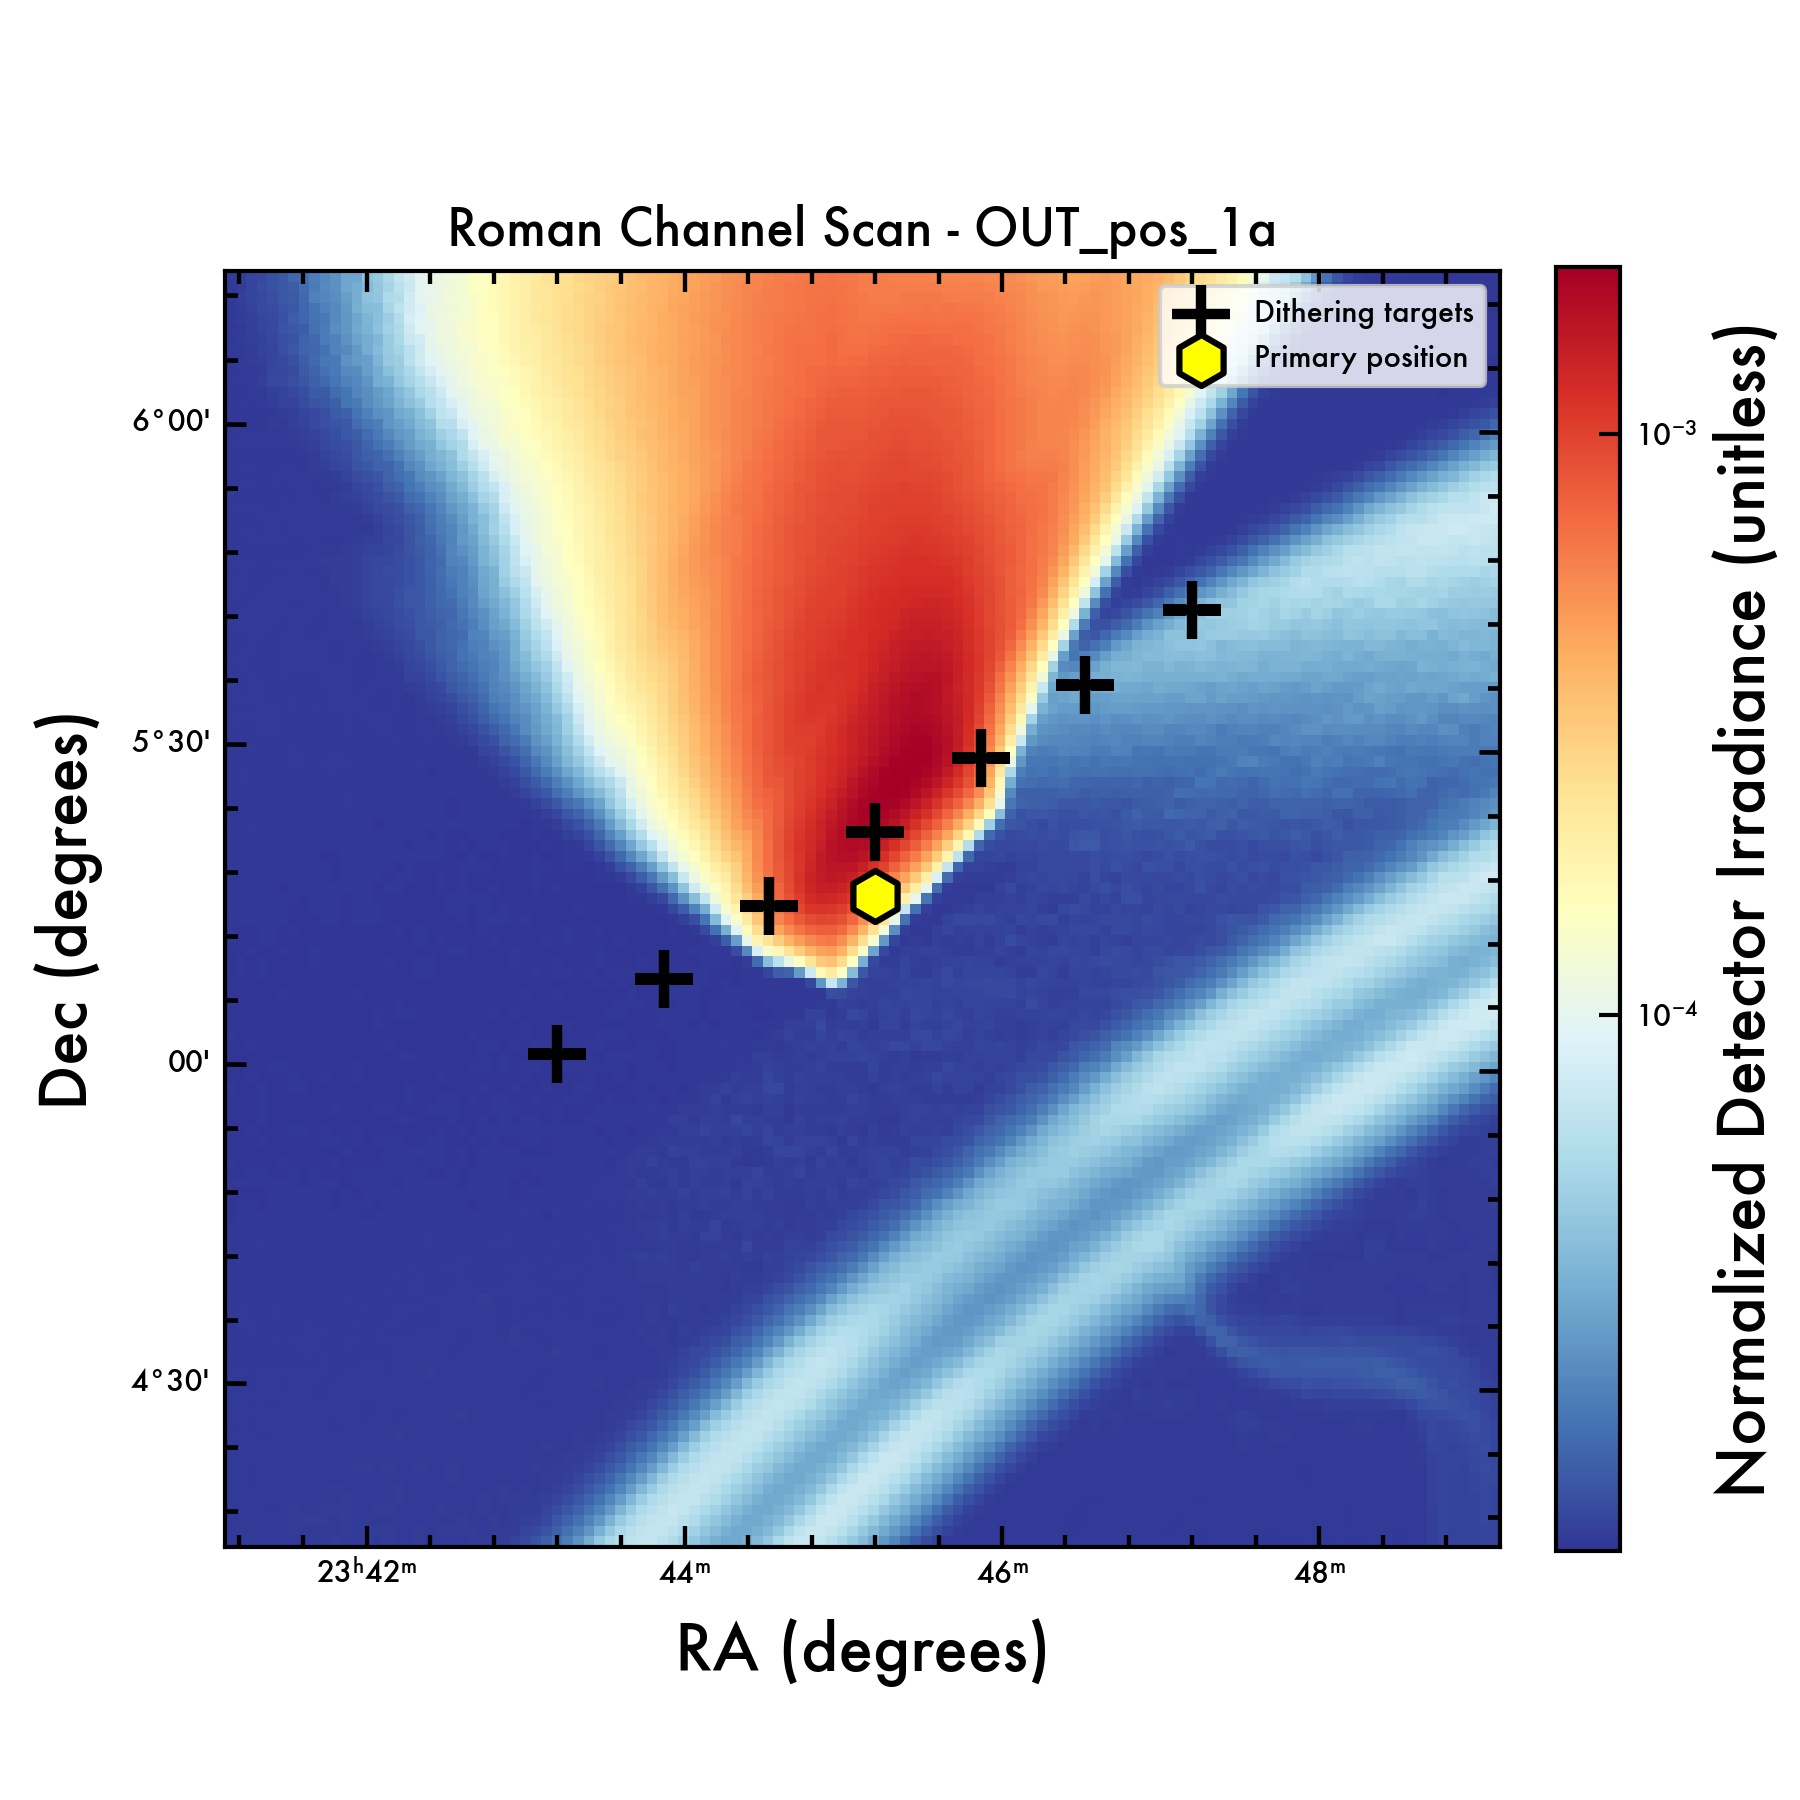 Roman Channel Scan - OUT_pos_1a
Dithering targets
Primary position
6°00'
5°30'
00'
4°30'
Dec (degrees)
23ʰ42ᵐ
44ᵐ
46ᵐ
48ᵐ
RA (degrees)
10⁻³
10⁻⁴
Normalized Detector Irradiance (unitless)